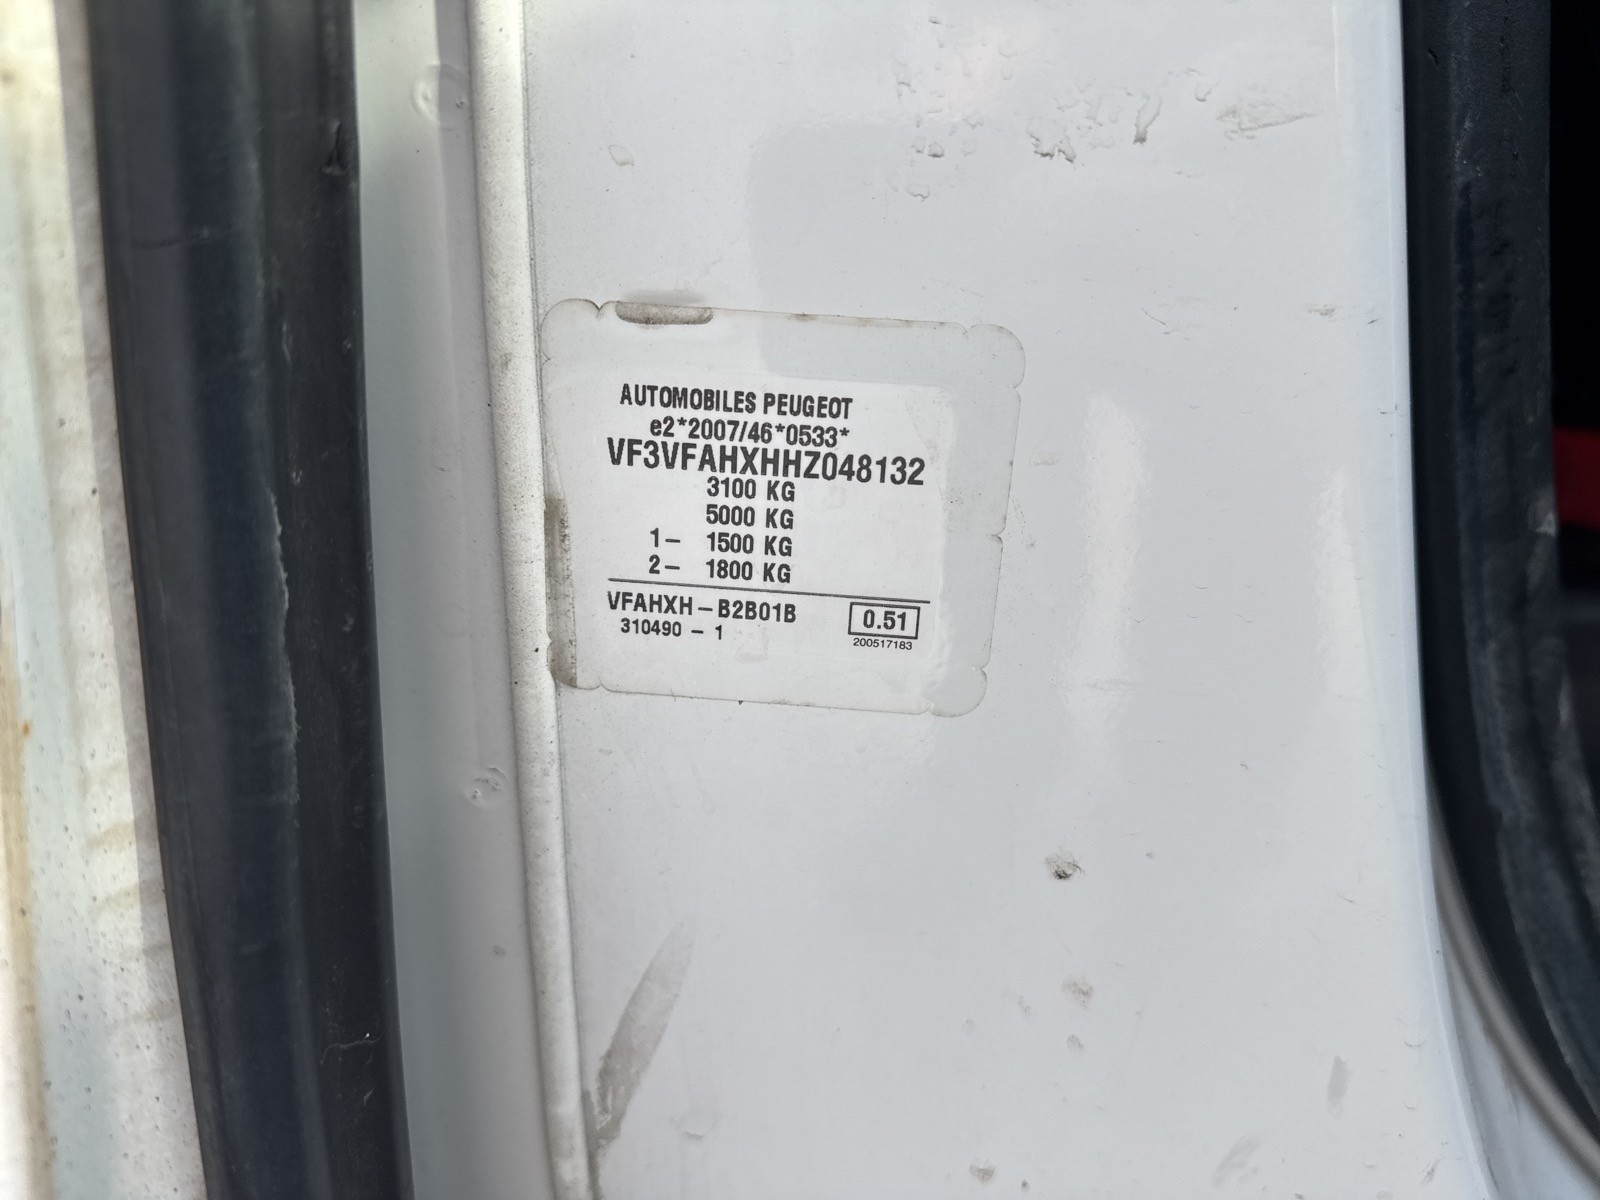 AUTOMOBILES PEUGEOT
e2*2007/46*0533*
VF3VFAHXHHZ048132
3100 KG
5000 KG
1- 1500 KG
2- 1800 KG
VFAHXH - B2B01B
0.51
310490 - 1
200517183